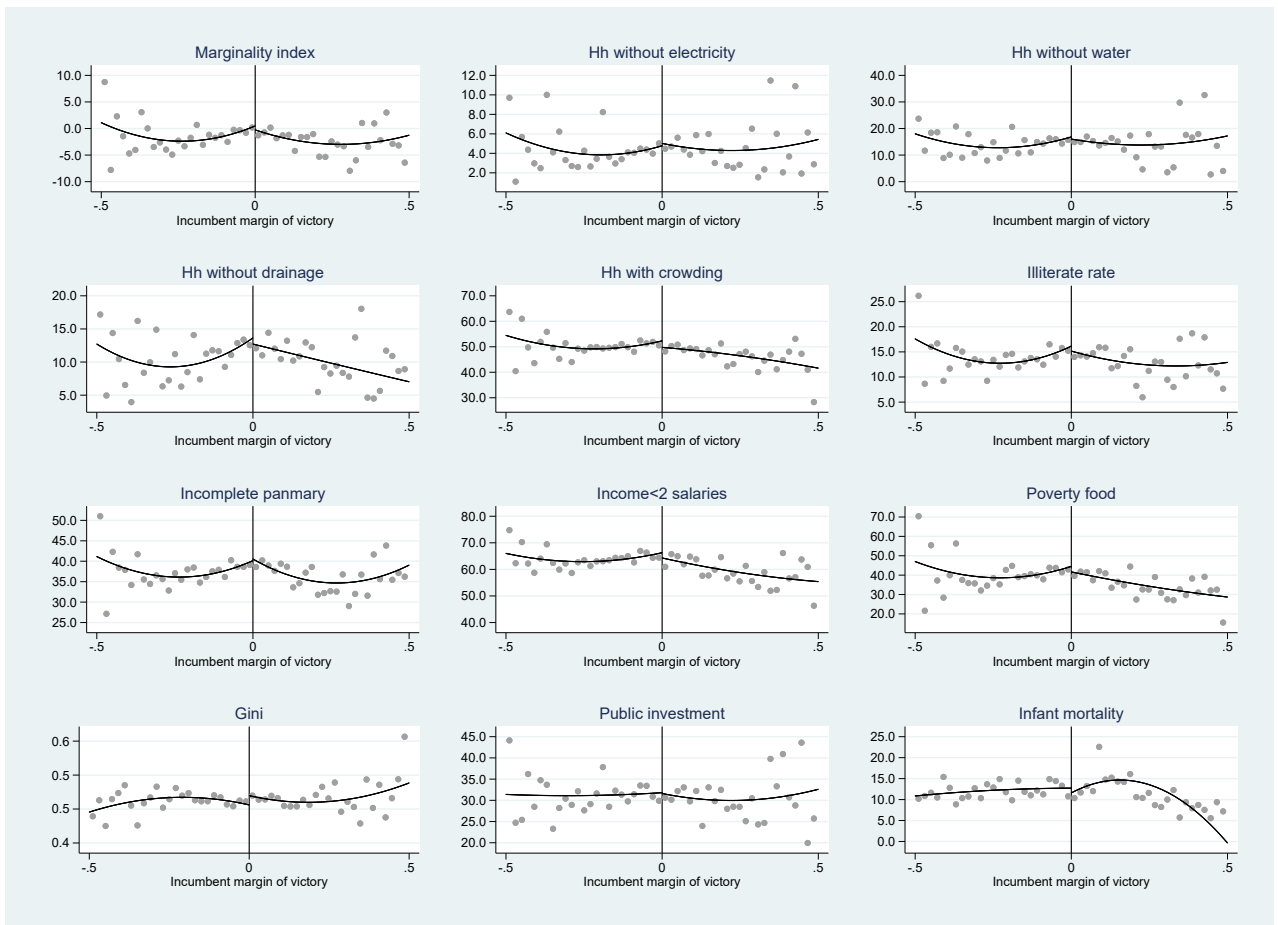 Marginality index
10.0
5.0
0.0
-5.0
-10.0
-.5 0 .5
Incumbent margin of victory
Hh without electricity
12.0
10.0
8.0
6.0
4.0
2.0
-.5 0 .5
Incumbent margin of victory
Hh without water
40.0
30.0
20.0
10.0
0.0
-.5 0 .5
Incumbent margin of victory
Hh without drainage
20.0
15.0
10.0
5.0
-.5 0 .5
Incumbent margin of victory
Hh with crowding
70.0
60.0
50.0
40.0
30.0
-.5 0 .5
Incumbent margin of victory
Illiterate rate
25.0
20.0
15.0
10.0
5.0
-.5 0 .5
Incumbent margin of victory
Incomplete panmary
50.0
45.0
40.0
35.0
30.0
25.0
-.5 0 .5
Incumbent margin of victory
Income<2 salaries
80.0
70.0
60.0
50.0
40.0
-.5 0 .5
Incumbent margin of victory
Poverty food
70.0
60.0
50.0
40.0
30.0
20.0
-.5 0 .5
Incumbent margin of victory
Gini
0.6
0.5
0.5
0.4
-.5 0 .5
Incumbent margin of victory
Public investment
45.0
40.0
35.0
30.0
25.0
20.0
-.5 0 .5
Incumbent margin of victory
Infant mortality
25.0
20.0
15.0
10.0
5.0
0.0
-.5 0 .5
Incumbent margin of victory